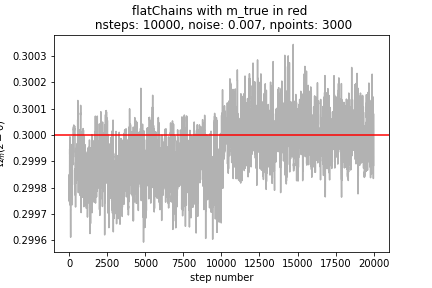 flatChains with m_true in red
nsteps: 10000, noise: 0.007, npoints: 3000
0.3003
0.3002
0.3001
0.3000
0.2999
0.2998
0.2997
0.2996
0 2500 5000 7500 10000 12500 15000 17500 20000
step number